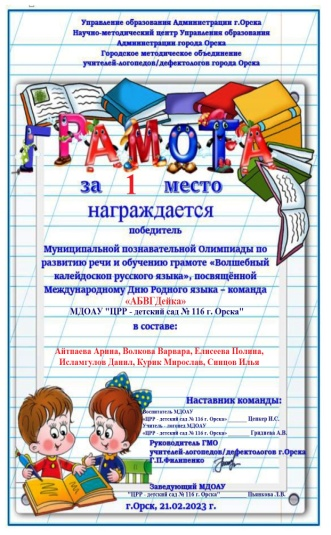 Управление образования Администрации г.Орска
Научно-методический центр Управления образования
Администрации города Орска
Городское методическое объединение
учителей-логопедов/дефектологов города Орска
ГРАМОТА
за 1 место
награждается
победитель
Муниципальной познавательной Олимпиады по
развитию речи и обучению грамоте «Волшебный
калейдоскоп русского языка», посвящённой
Международному Дню Родного языка – команда
«АБВГДейка»
МДОАУ "ЦРР - детский сад № 116 г. Орска"
в составе:
Айгнаева Арина, Волкова Варвара, Елисеева Полина,
Исламгулов Данил, Курик Мирослав, Синцов Илья
Наставник команды:
Воспитатель МДОАУ
«ЦРР - детский сад № 116 г. Орска» Ценкер Н.С.
Учитель - логопед МДОАУ
«ЦРР - детский сад № 116 г. Орска» Гридяева А.В.
Руководитель ГМО
учителей-логопедов/дефектологов г.Орска
Г.П.Филипенко
Заведующий МДОАУ
"ЦРР - детский сад № 116 г. Орска" Пьянкова Л.В.
г.Орск, 21.02.2023 г.